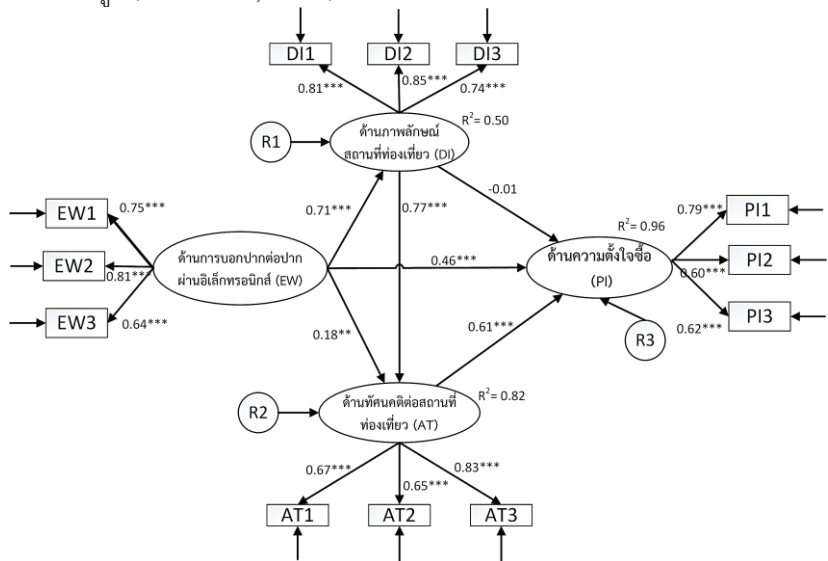 DI1
DI2
DI3
0.81***
0.85***
0.74***
R1
ด้านภาพลักษณ์
สถานที่ท่องเที่ยว (DI)
R²= 0.50
-0.01
0.71***
0.77***
EW1
0.75***
EW2
0.81***
EW3
0.64***
ด้านการบอกปากต่อปาก
ผ่านอิเล็กทรอนิกส์ (EW)
0.46***
R²= 0.96
ด้านความตั้งใจซื้อ
(PI)
0.79***
PI1
0.60***
PI2
0.62***
PI3
0.18**
0.61***
R3
R2
ด้านทัศนคติต่อสถานที่
ท่องเที่ยว (AT)
R²= 0.82
0.67***
0.65***
0.83***
AT1
AT2
AT3